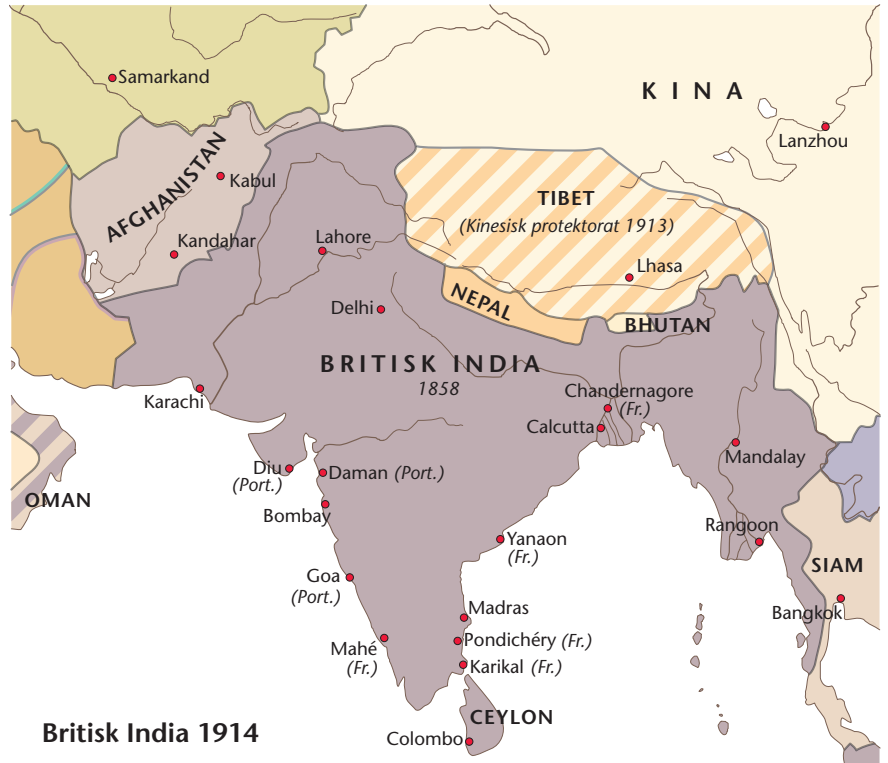 Samarkand
KINA
Lanzhou
AFGHANISTAN
Kabul
TIBET
(Kinesisk protektorat 1913)
Kandahar
Lahore
Lhasa
Delhi
NEPAL
BHUTAN
BRITISK INDIA
1858
Karachi
Chandernagore
(Fr.)
Calcutta
Mandalay
Diu
(Port.)
Daman (Port.)
OMAN
Bombay
Rangoon
Yanaon
(Fr.)
SIAM
Goa
(Port.)
Bangkok
Madras
Mahé
(Fr.)
Pondichéry (Fr.)
Karikal (Fr.)
CEYLON
Colombo
Britisk India 1914